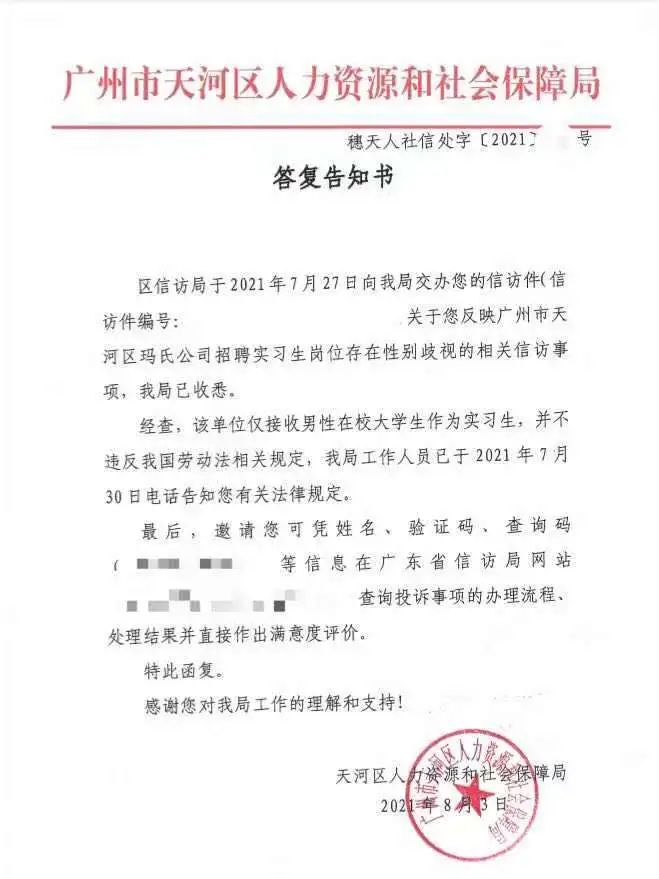 广州市天河区人力资源和社会保障局
穗天人社信处字〔2021〕 号
答复告知书
区信访局于2021年7月27日向我局交办您的信访件(信
访件编号: 关于您反映广州市天
河区玛氏公司招聘实习生岗位存在性别歧视的相关信访事
项,我局已收悉。
经查,该单位仅接收男性在校大学生作为实习生,并不
违反我国劳动法相关规定,我局工作人员已于2021年7月
30日电话告知您有关法律规定。
最后,邀请您可凭姓名、验证码、查询码
( 等信息在广东省信访局网站
查询投诉事项的办理流程、
处理结果并直接作出满意度评价。
特此函复。
感谢您对我局工作的理解和支持!
天河区人力资源和社会保障局
2021年8月3日
广州市天河区人力资源和社会保障局